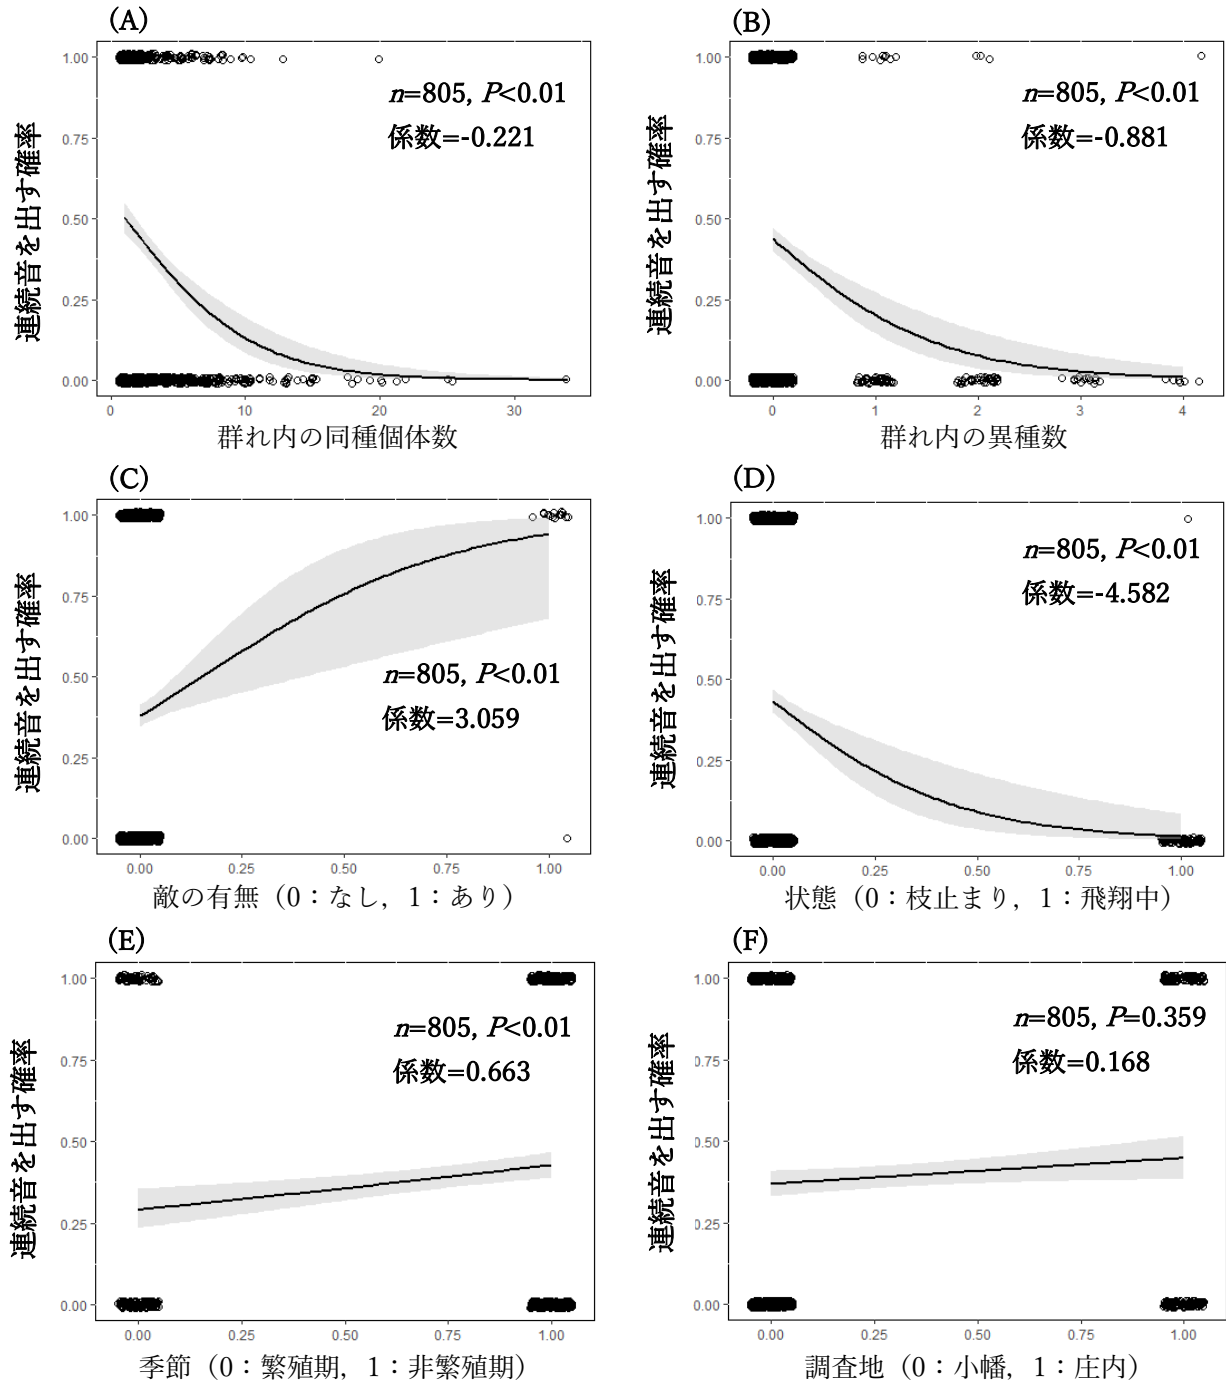 (A)
連続音を出す確率
1.00
0.75
0.50
0.25
0.00
n=805, P<0.01
係数=-0.221
0 10 20 30
群れ内の同種個体数
(B)
連続音を出す確率
1.00
0.75
0.50
0.25
0.00
n=805, P<0.01
係数=-0.881
0 1 2 3 4
群れ内の異種数
(C)
連続音を出す確率
1.00
0.75
0.50
0.25
0.00
n=805, P<0.01
係数=3.059
0.00 0.25 0.50 0.75 1.00
敵の有無（0：なし，1：あり）
(D)
連続音を出す確率
1.00
0.75
0.50
0.25
0.00
n=805, P<0.01
係数=-4.582
0.00 0.25 0.50 0.75 1.00
状態（0：枝止まり，1：飛翔中）
(E)
連続音を出す確率
1.00
0.75
0.50
0.25
0.00
n=805, P<0.01
係数=0.663
0.00 0.25 0.50 0.75 1.00
季節（0：繁殖期，1：非繁殖期）
(F)
連続音を出す確率
1.00
0.75
0.50
0.25
0.00
n=805, P=0.359
係数=0.168
0.00 0.25 0.50 0.75 1.00
調査地（0：小幡，1：庄内）